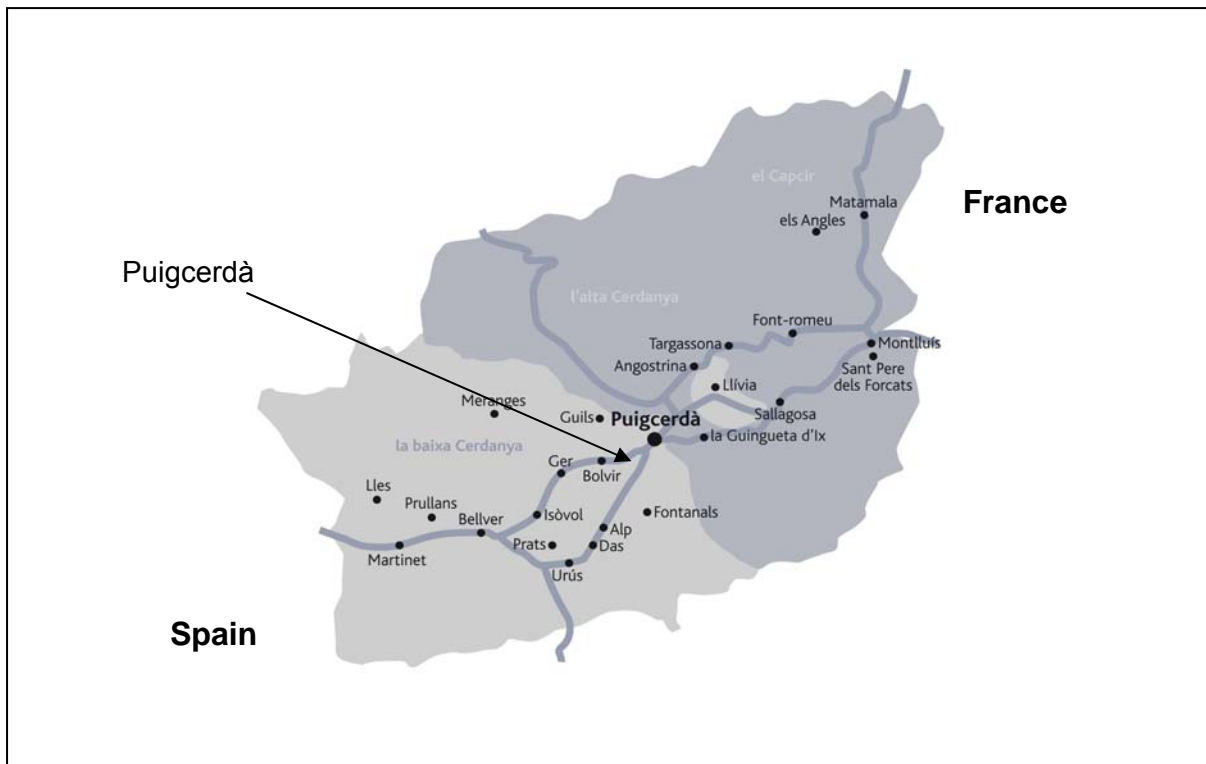 el Capcir
France
Matamala
els Angles
Puigcerdà
l'alta Cerdanya
Font-romeu
Targassona
Montlluís
Angostrina
Sant Pere
dels Forcats
Llívia
Meranges
Guils
Sallagosa
Puigcerdà
la Guingueta d'Ix
la baixa Cerdanya
Ger
Bolvir
Lles
Prullans
Isòvol
Fontanals
Bellver
Alp
Prats
Das
Martinet
Urús
Spain